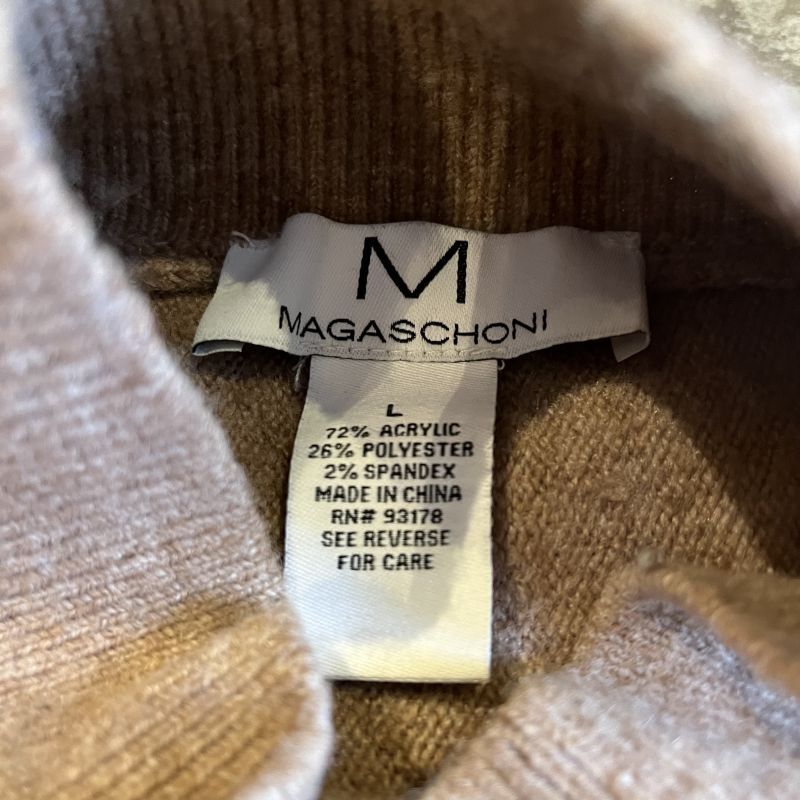 M
MAGASCHONI
L
72% ACRYLIC
26% POLYESTER
2% SPANDEX
MADE IN CHINA
RN# 93178
SEE REVERSE
FOR CARE